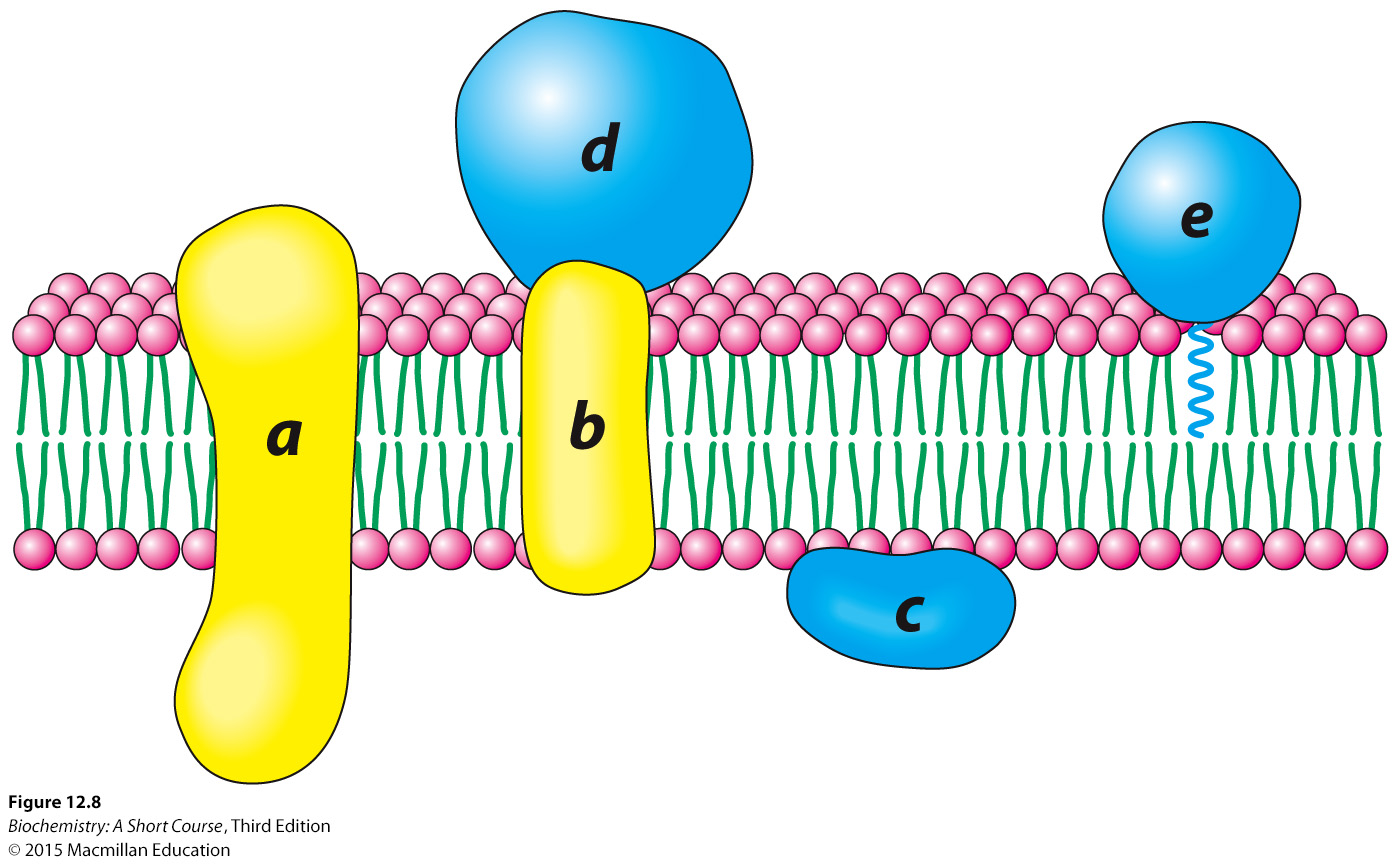 d
e
a
b
c
Figure 12.8
Biochemistry: A Short Course, Third Edition
© 2015 Macmillan Education